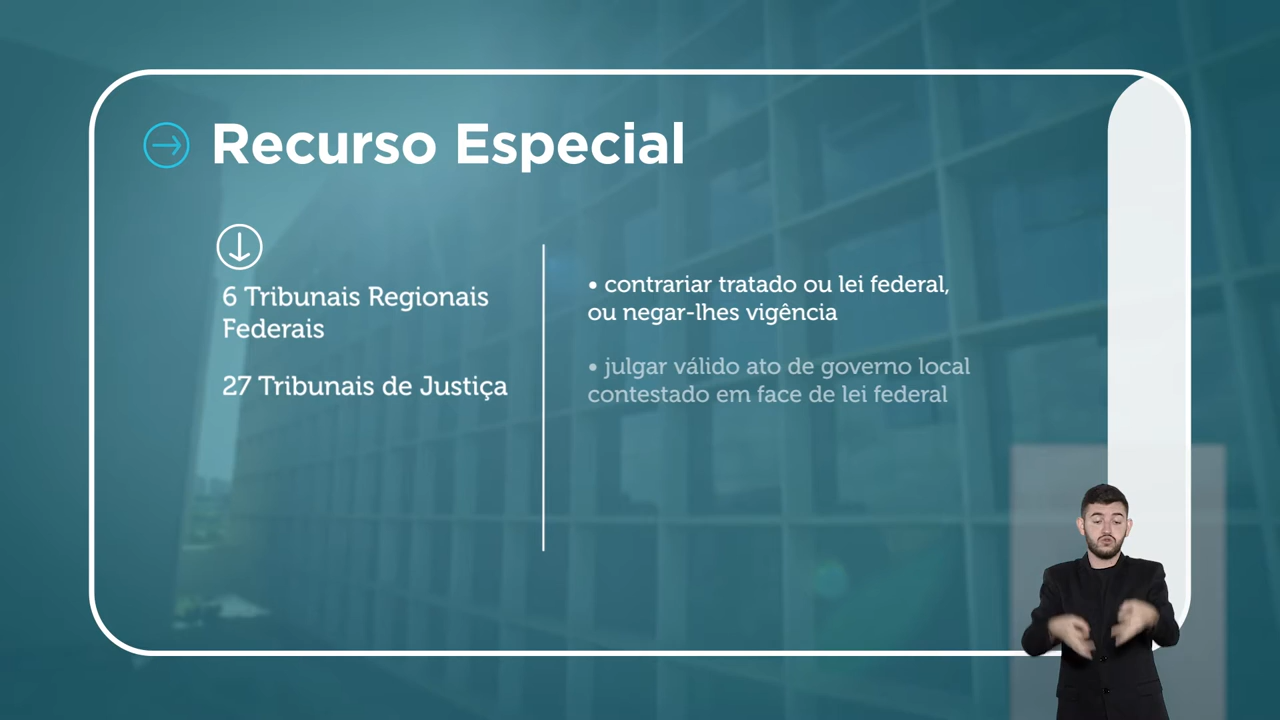 Recurso Especial
6 Tribunais Regionais
Federais
27 Tribunais de Justiça
• contrariar tratado ou lei federal,
ou negar-lhes vigência
• julgar válido ato de governo local
contestado em face de lei federal